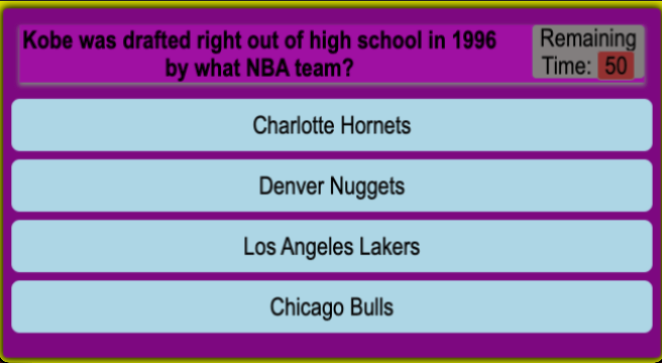 Kobe was drafted right out of high school in 1996
by what NBA team?
Remaining
Time: 50
Charlotte Hornets
Denver Nuggets
Los Angeles Lakers
Chicago Bulls